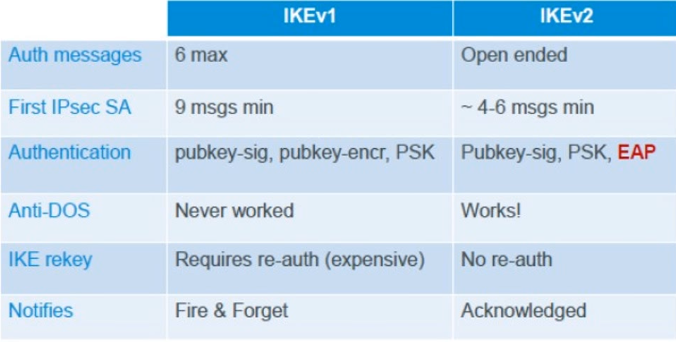 IKEv1 IKEv2
Auth messages 6 max Open ended
First IPsec SA 9 msgs min ~ 4-6 msgs min
Authentication pubkey-sig, pubkey-encr, PSK Pubkey-sig, PSK, EAP
Anti-DOS Never worked Works!
IKE rekey Requires re-auth (expensive) No re-auth
Notifies Fire & Forget Acknowledged